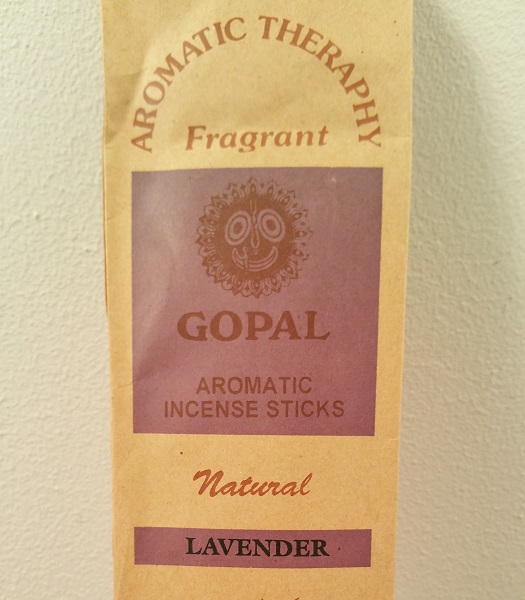 AROMATIC THERAPHY
Fragrant
GOPAL
AROMATIC
INCENSE STICKS
Natural
LAVENDER